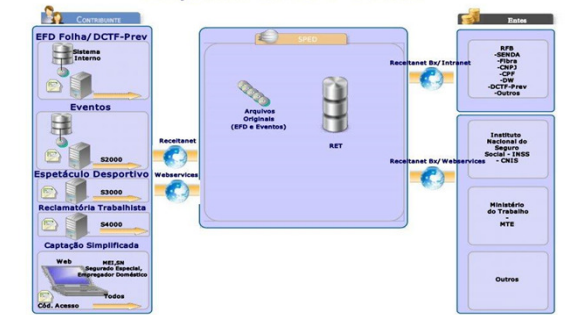 CONTRIBUINTE
EFD Folha/DCTF-Prev
Sistema
Interno
Eventos
S2000
Espetáculo Desportivo
S3000
Reclamatória Trabalhista
S4000
Captação Simplificada
Web
MEI,SN
Segurado Especial,
Empregador Doméstico
Todos
Cód. Acesso
Receitanet
Webservices
SPED
Arquivos
Originais
(EFD e Eventos)
RET
Receitanet Bx/Intranet
Receitanet Bx/Webservices
Entes
RFB
-SENDA
-Fibra
-CNPJ
-CPF
-DW
-DCTF-Prev
-Outros
Instituto
Nacional do
Seguro
Social - INSS
- CNIS
Ministério
do Trabalho
-
MTE
Outros